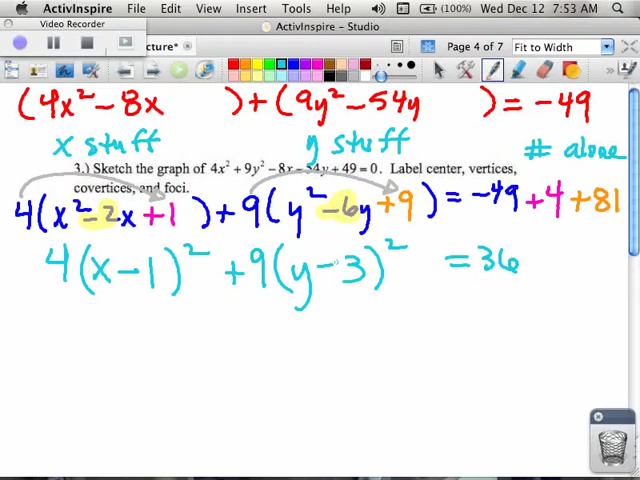 ActivInspire File Edit View Insert Tools Help (100%) Wed Dec 12 7:53 AM
Video Recorder
ActivInspire - Studio
cture* Page 4 of 7 Fit to Width
(4x² - 8x ) + (9y² - 54y ) = -49
x stuff y stuff # alone
3.) Sketch the graph of 4x² + 9y² - 8x - 54y + 49 = 0. Label center, vertices,
covertices, and foci.
4(x² - 2x + 1 ) + 9(y² - 6y + 9 ) = -49 + 4 + 81
4(x - 1)² + 9(y - 3)² = 36